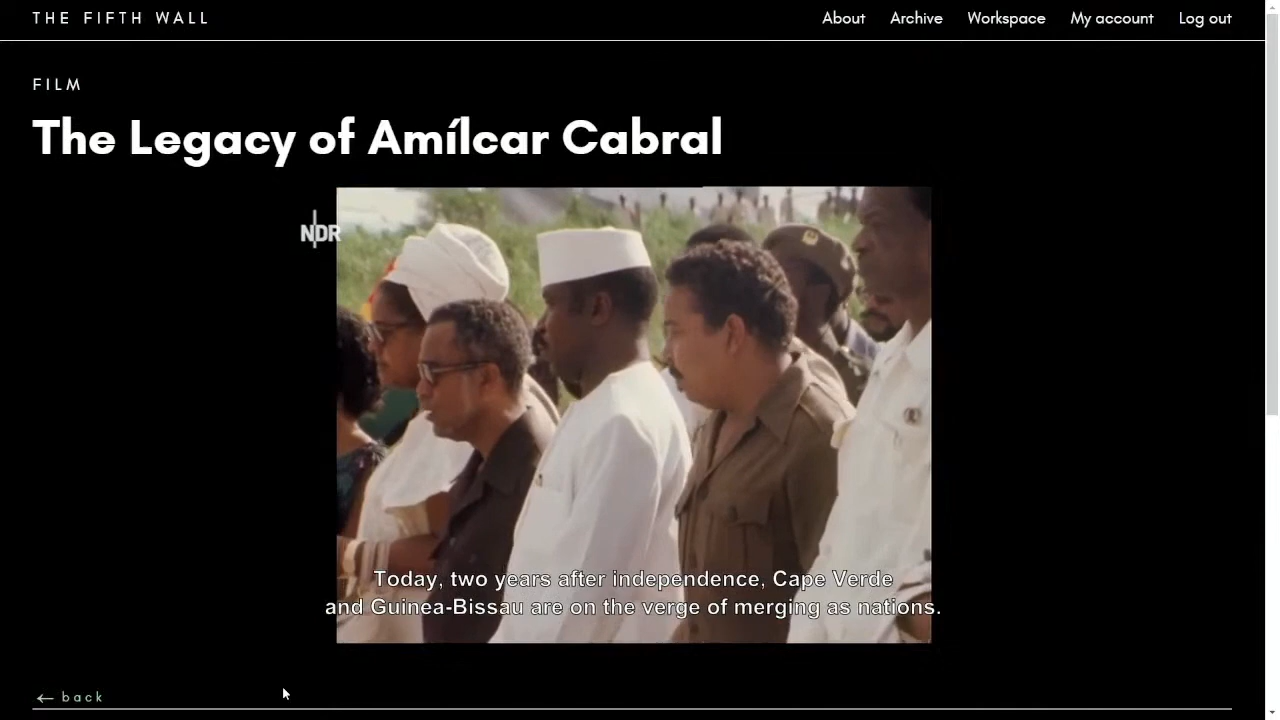 THE FIFTH WALL
About Archive Workspace My account Log out
FILM
The Legacy of Amílcar Cabral
NDR
Today, two years after independence, Cape Verde
and Guinea-Bissau are on the verge of merging as nations.
← back